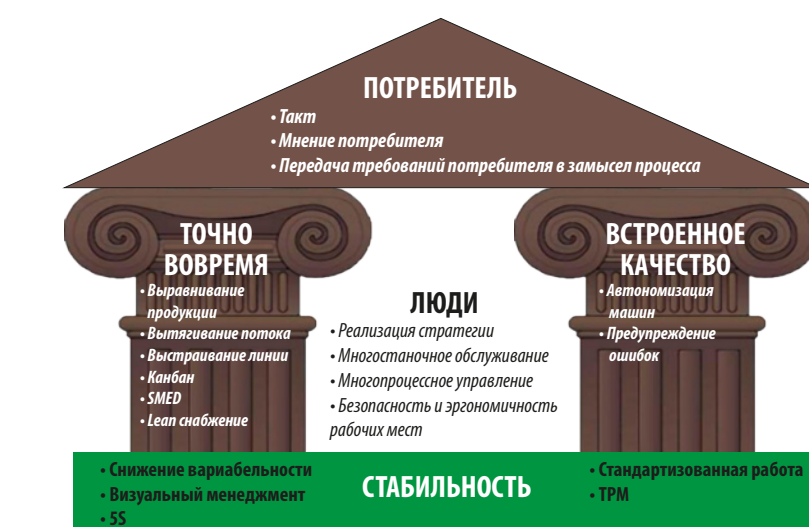 ПОТРЕБИТЕЛЬ
• Такт
• Мнение потребителя
• Передача требований потребителя в замысел процесса
ТОЧНО
ВОВРЕМЯ
• Выравнивание
продукции
• Вытягивание потока
• Выстраивание линии
• Канбан
• SMED
• Lean снабжение
ЛЮДИ
• Реализация стратегии
• Многостаночное обслуживание
• Многопроцессное управление
• Безопасность и эргономичность
рабочих мест
ВСТРОЕННОЕ
КАЧЕСТВО
• Автономизация
машин
• Предупреждение
ошибок
• Снижение вариабельности
• Визуальный менеджмент
• 5S
СТАБИЛЬНОСТЬ
• Стандартизованная работа
• TPM